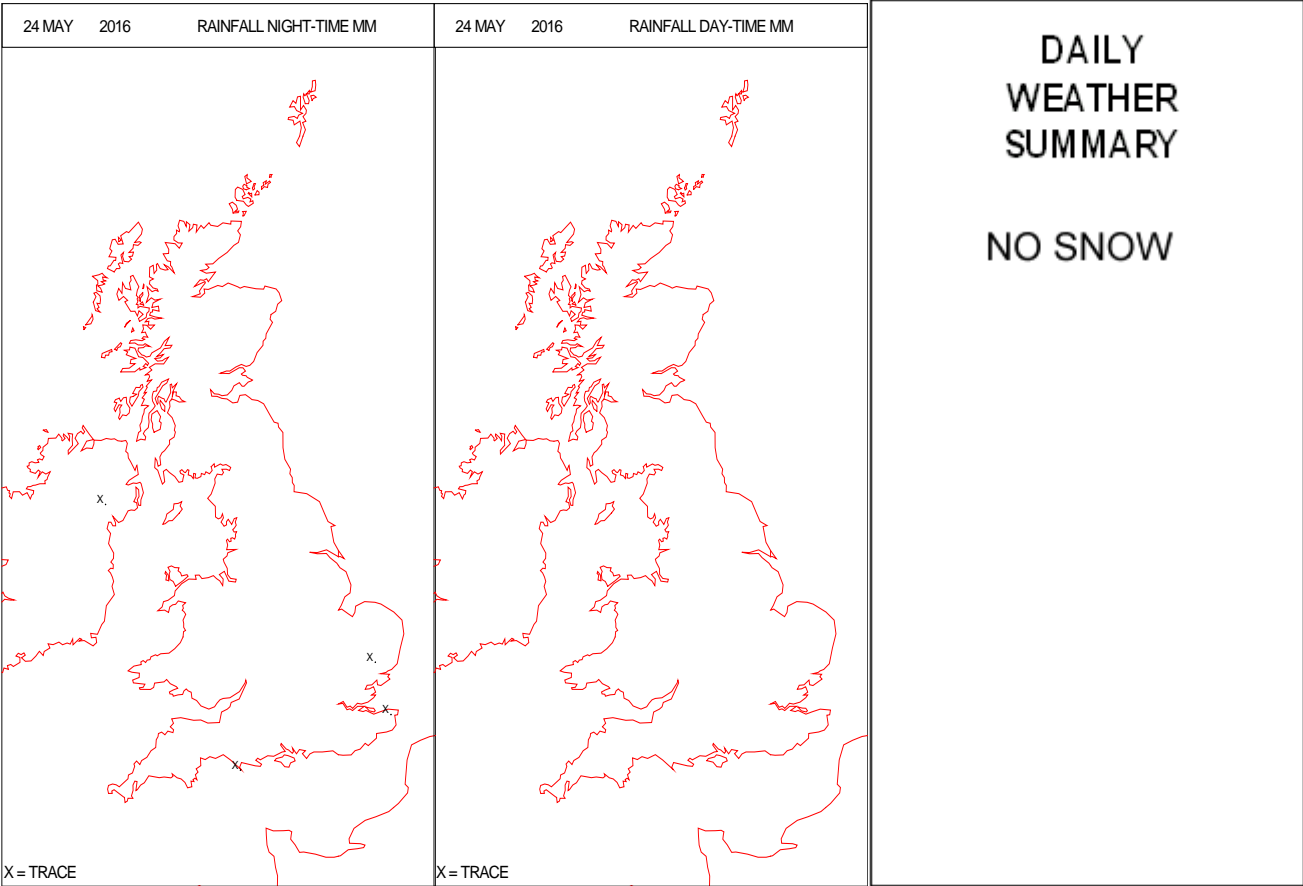 24 MAY 2016 RAINFALL NIGHT-TIME MM
X.
X.
X.
X.
X = TRACE
24 MAY 2016 RAINFALL DAY-TIME MM
X = TRACE
DAILY
WEATHER
SUMMARY
NO SNOW